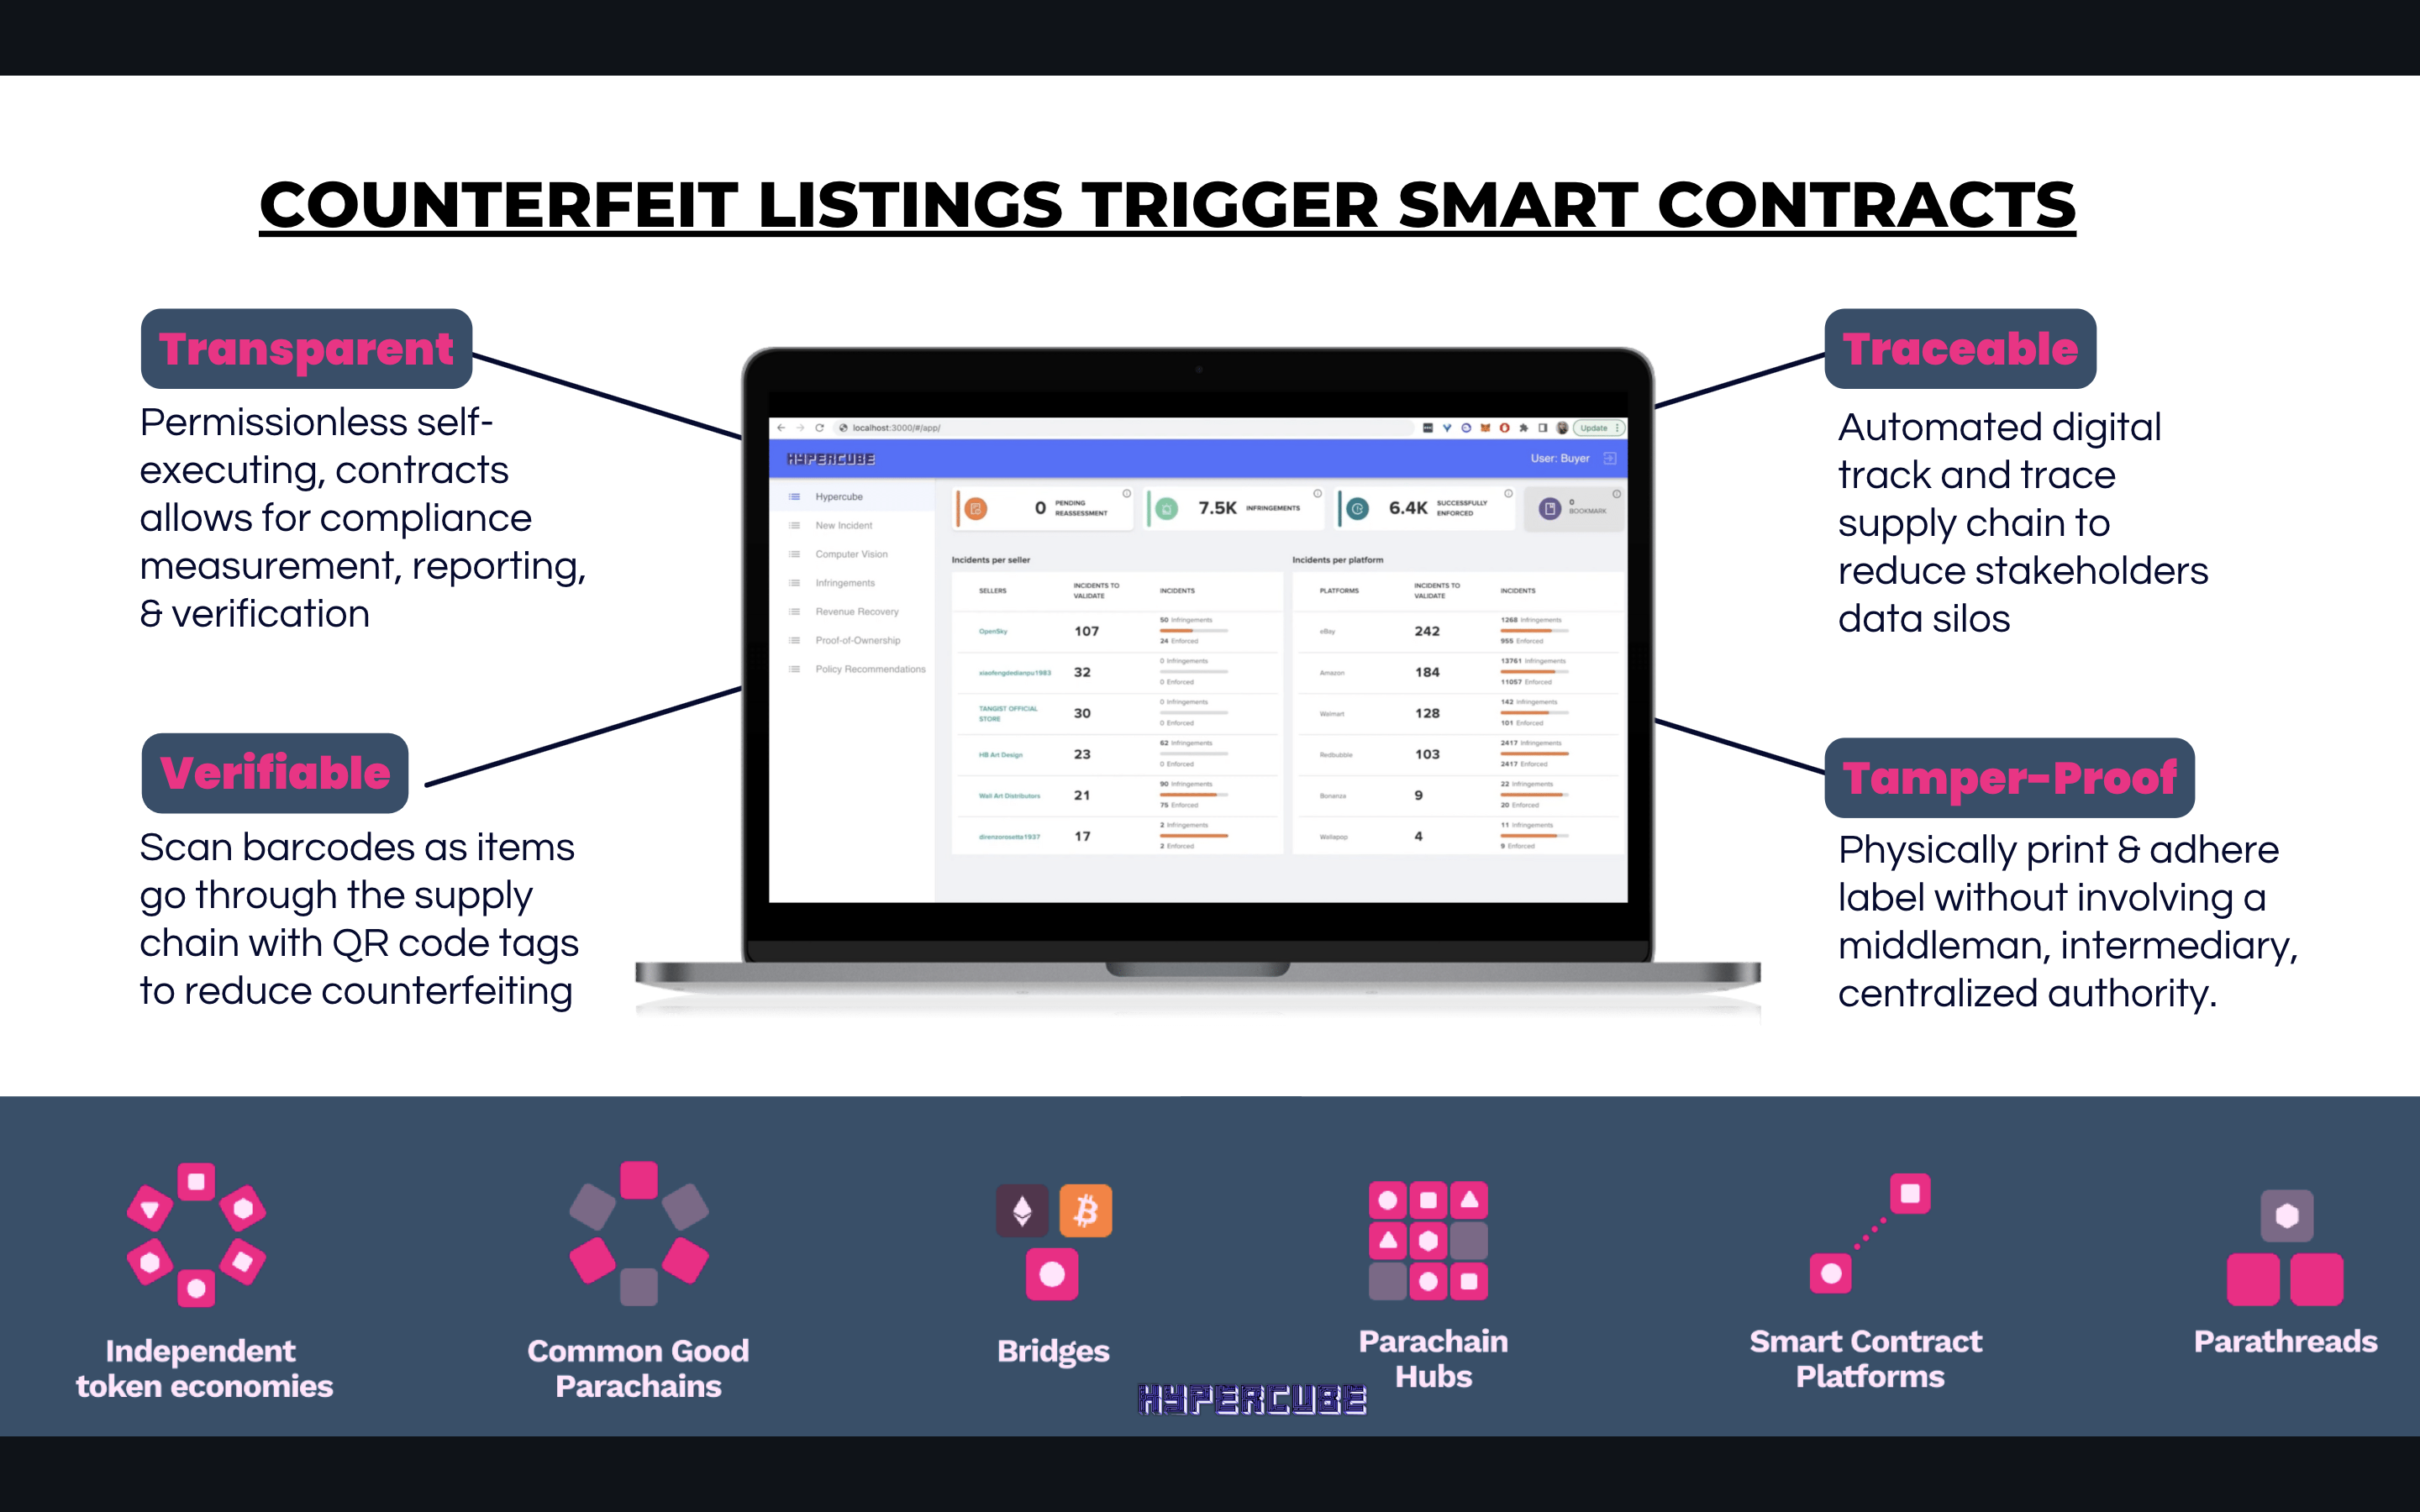 COUNTERFEIT LISTINGS TRIGGER SMART CONTRACTS
Transparent
Permissionless self-
executing, contracts
allows for compliance
measurement, reporting,
& verification
Verifiable
Scan barcodes as items
go through the supply
chain with QR code tags
to reduce counterfeiting
localhost:3000/#/app/
Update
HYPERCUBE
User: Buyer
Hypercube
New Incident
Computer Vision
Infringements
Revenue Recovery
Proof-of-Ownership
Policy Recommendations
0 PENDING REASSESSMENT
7.5K INFRINGEMENTS
6.4K SUCCESSFULLY ENFORCED
0 BOOKMARK
Incidents per seller
SELLERS INCIDENTS TO VALIDATE INCIDENTS
OpenSky 107 50 Infringements 24 Enforced
xiaofengdedianpu1983 32 0 Infringements 0 Enforced
TANGIST OFFICIAL STORE 30 0 Infringements 0 Enforced
HB Art Design 23 62 Infringements 0 Enforced
Wall Art Distributors 21 90 Infringements 75 Enforced
17 2 Infringements 2 Enforced
Incidents per platform
PLATFORMS INCIDENTS TO VALIDATE INCIDENTS
eBay 242 1268 Infringements 955 Enforced
Amazon 184 13761 Infringements 11057 Enforced
Walmart 128 142 Infringements 101 Enforced
Redbubble 103 2417 Infringements 2417 Enforced
Bonanza 9 22 Infringements 20 Enforced
Wallapop 4 11 Infringements 9 Enforced
Traceable
Automated digital
track and trace
supply chain to
reduce stakeholders
data silos
Tamper-Proof
Physically print & adhere
label without involving a
middleman, intermediary,
centralized authority.
Independent
token economies
Common Good
Parachains
Bridges
Parachain
Hubs
Smart Contract
Platforms
Parathreads
HYPERCUBE